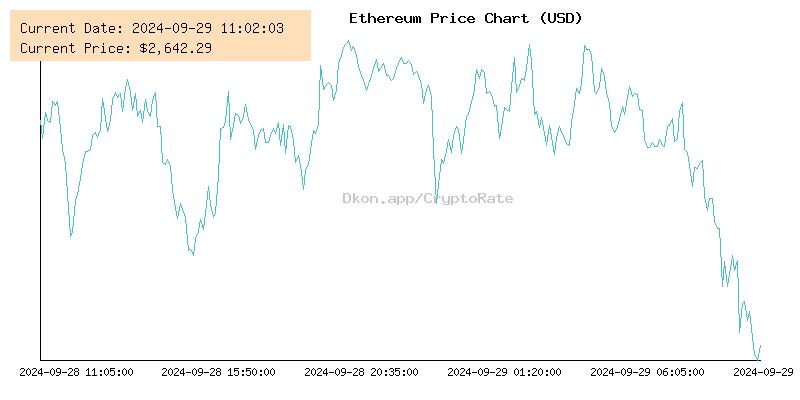 Ethereum Price Chart (USD)
Current Date: 2024-09-29 11:02:03
Current Price: $2,642.29
Dkon.app/CryptoRate
2024-09-28 11:05:00
2024-09-28 15:50:00
2024-09-28 20:35:00
2024-09-29 01:20:00
2024-09-29 06:05:00
2024-09-29